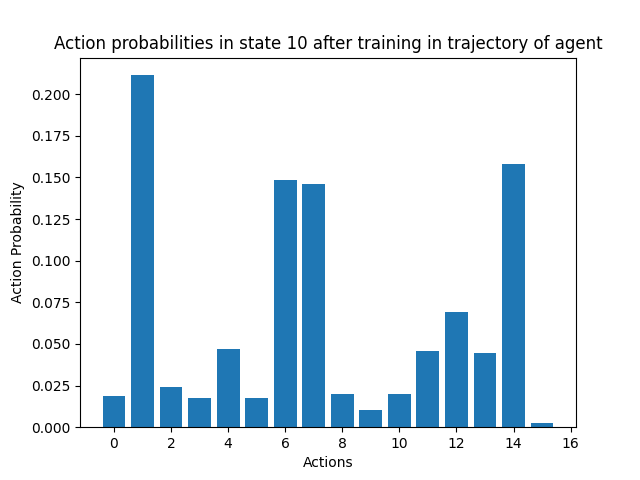 Action probabilities in state 10 after training in trajectory of agent
0.200
0.175
0.150
0.125
0.100
0.075
0.050
0.025
0.000
Action Probability
0 2 4 6 8 10 12 14 16
Actions